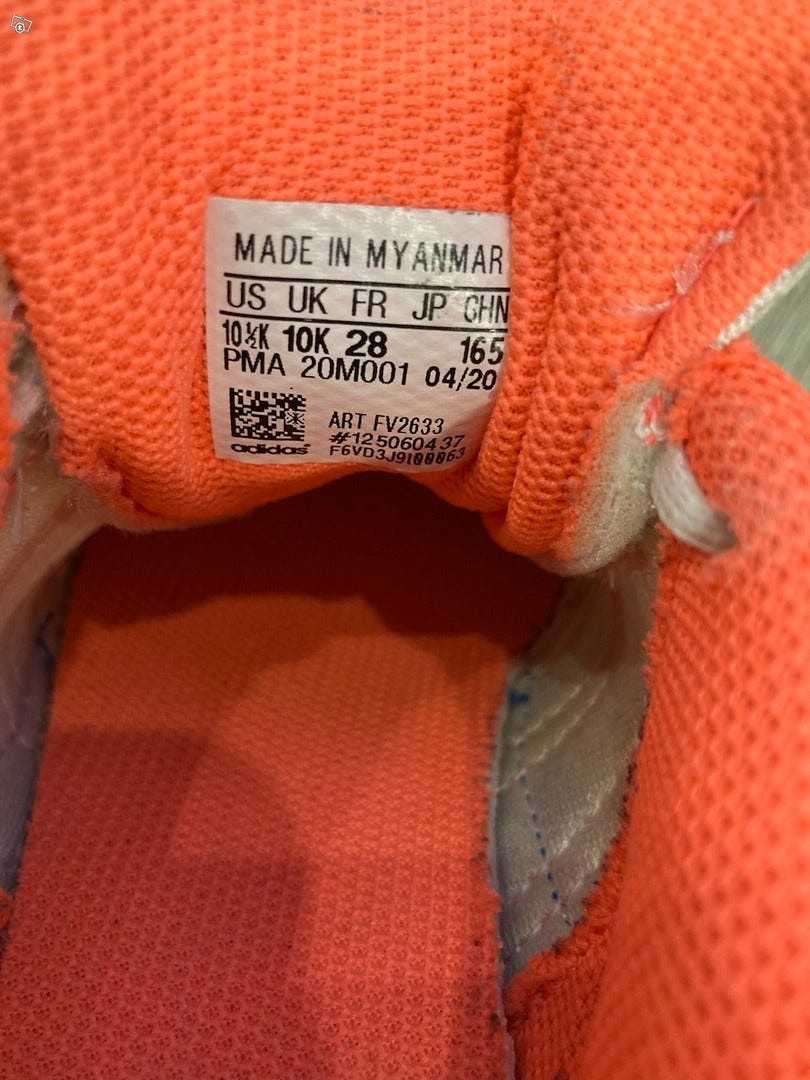 MADE IN MYANMAR
US UK FR JP CHN
10½K 10K 28 165
PMA 20M001 04/20
ART FV2633
#125060437
adidas F6VD3J9I00063